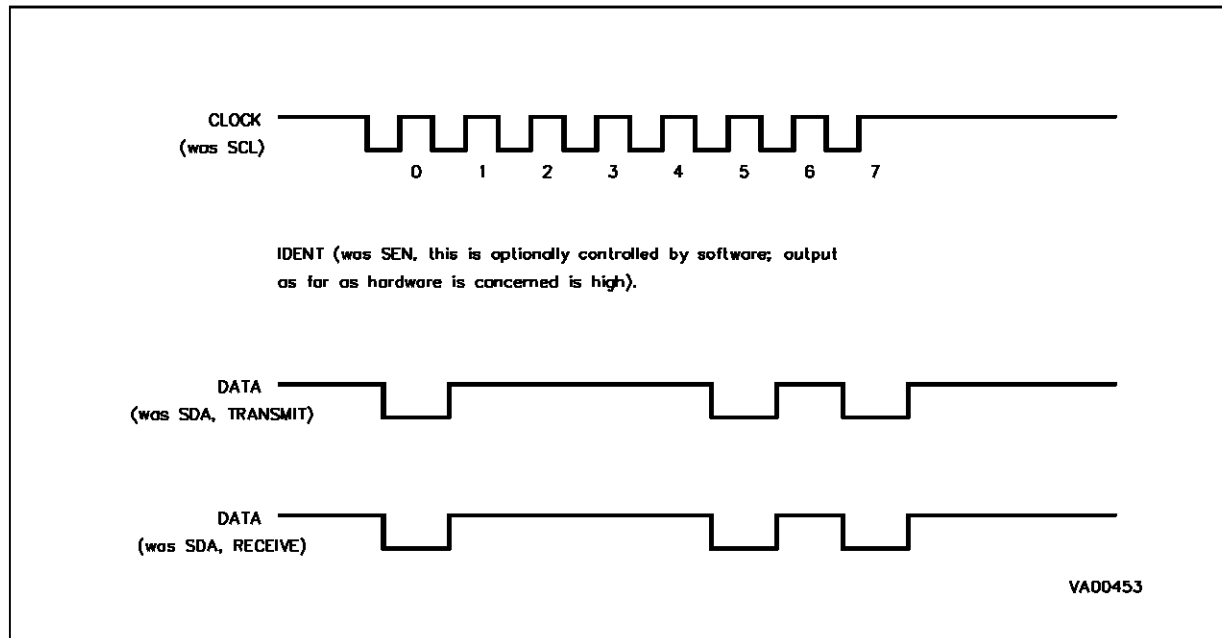 CLOCK
(was SCL)
0 1 2 3 4 5 6 7
IDENT (was SEN, this is optionally controlled by software; output
as far as hardware is concerned is high).
DATA
(was SDA, TRANSMIT)
DATA
(was SDA, RECEIVE)
VA00453